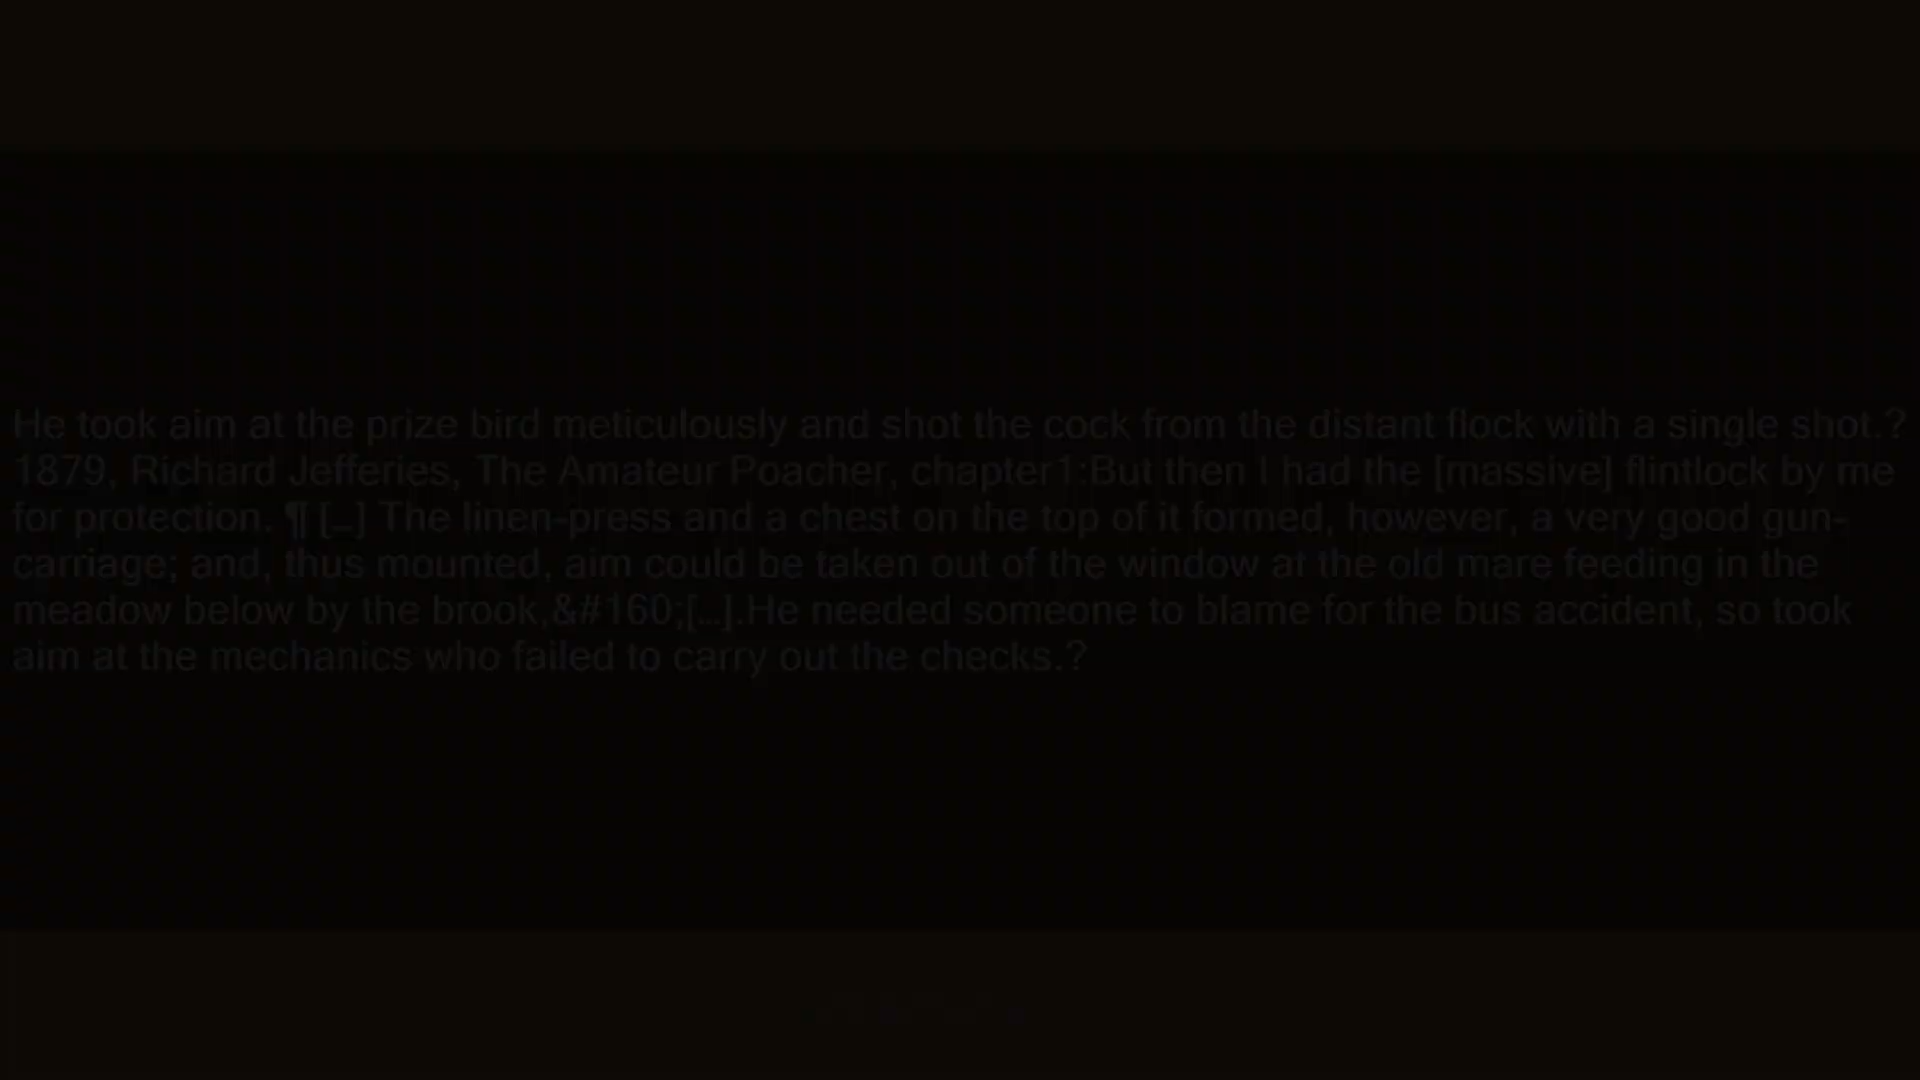 He took aim at the prize bird meticulously and shot the cock from the distant flock with a single shot.?
1879, Richard Jefferies, The Amateur Poacher, chapter1:But then I had the [massive] flintlock by me
for protection. ¶ […] The linen-press and a chest on the top of it formed, however, a very good gun-
carriage; and, thus mounted, aim could be taken out of the window at the old mare feeding in the
meadow below by the brook,&#160;[…].He needed someone to blame for the bus accident, so took
aim at the mechanics who failed to carry out the checks.?